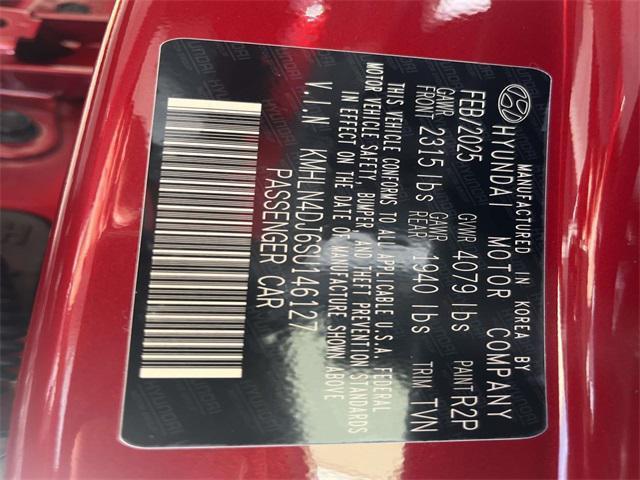 MANUFACTURED IN KOREA BY
HYUNDAI MOTOR COMPANY
FEB/2025 GVWR 4079 lbs PAINT R2P
GAWR FRONT 2315 lbs GAWR REAR 1940 lbs TRIM TVN
THIS VEHICLE CONFORMS TO ALL APPLICABLE U.S.A. FEDERAL
MOTOR VEHICLE SAFETY, BUMPER, AND THEFT PREVENTION STANDARDS
IN EFFECT ON THE DATE OF MANUFACTURE SHOWN ABOVE
V.I.N KMHLN4DJ6SU146127
PASSENGER CAR